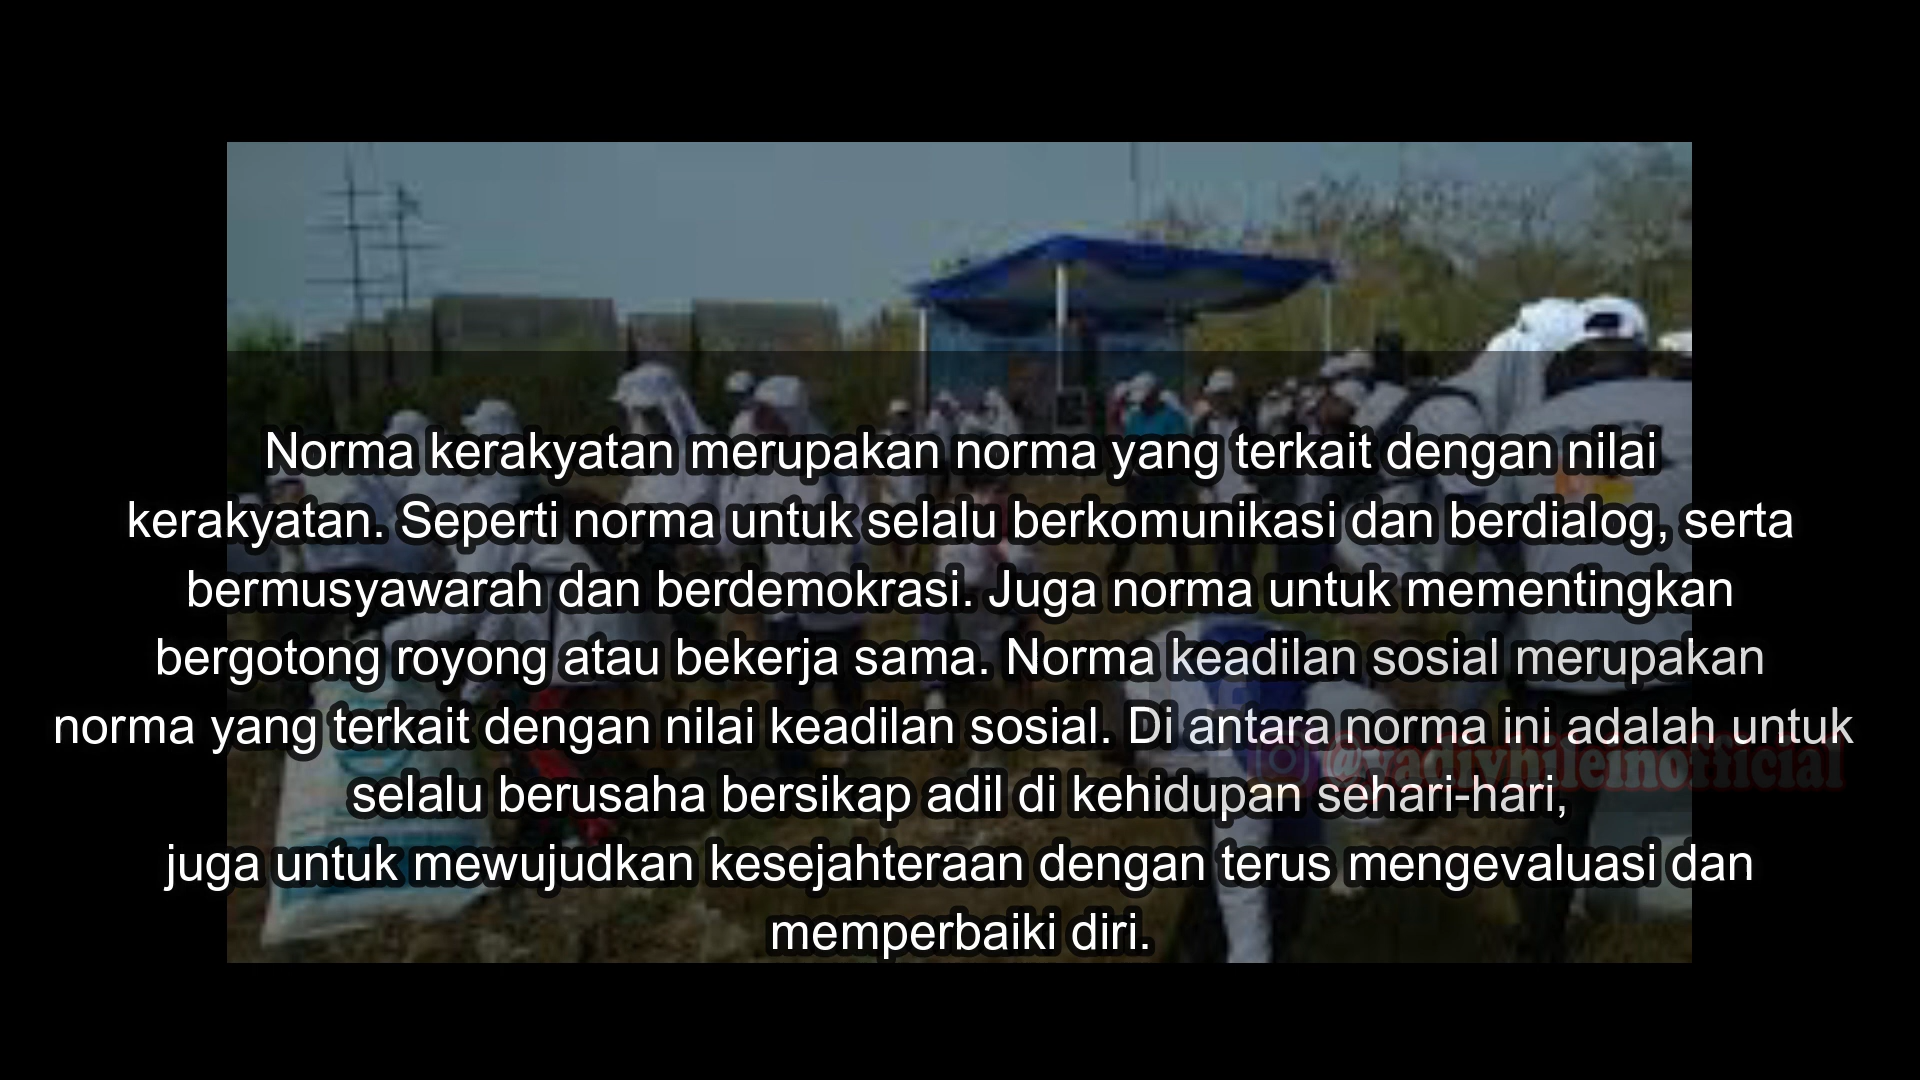 Norma kerakyatan merupakan norma yang terkait dengan nilai
kerakyatan. Seperti norma untuk selalu berkomunikasi dan berdialog, serta
bermusyawarah dan berdemokrasi. Juga norma untuk mementingkan
bergotong royong atau bekerja sama. Norma keadilan sosial merupakan
norma yang terkait dengan nilai keadilan sosial. Di antara norma ini adalah untuk
@yadivhileinofficial
selalu berusaha bersikap adil di kehidupan sehari-hari,
juga untuk mewujudkan kesejahteraan dengan terus mengevaluasi dan
memperbaiki diri.